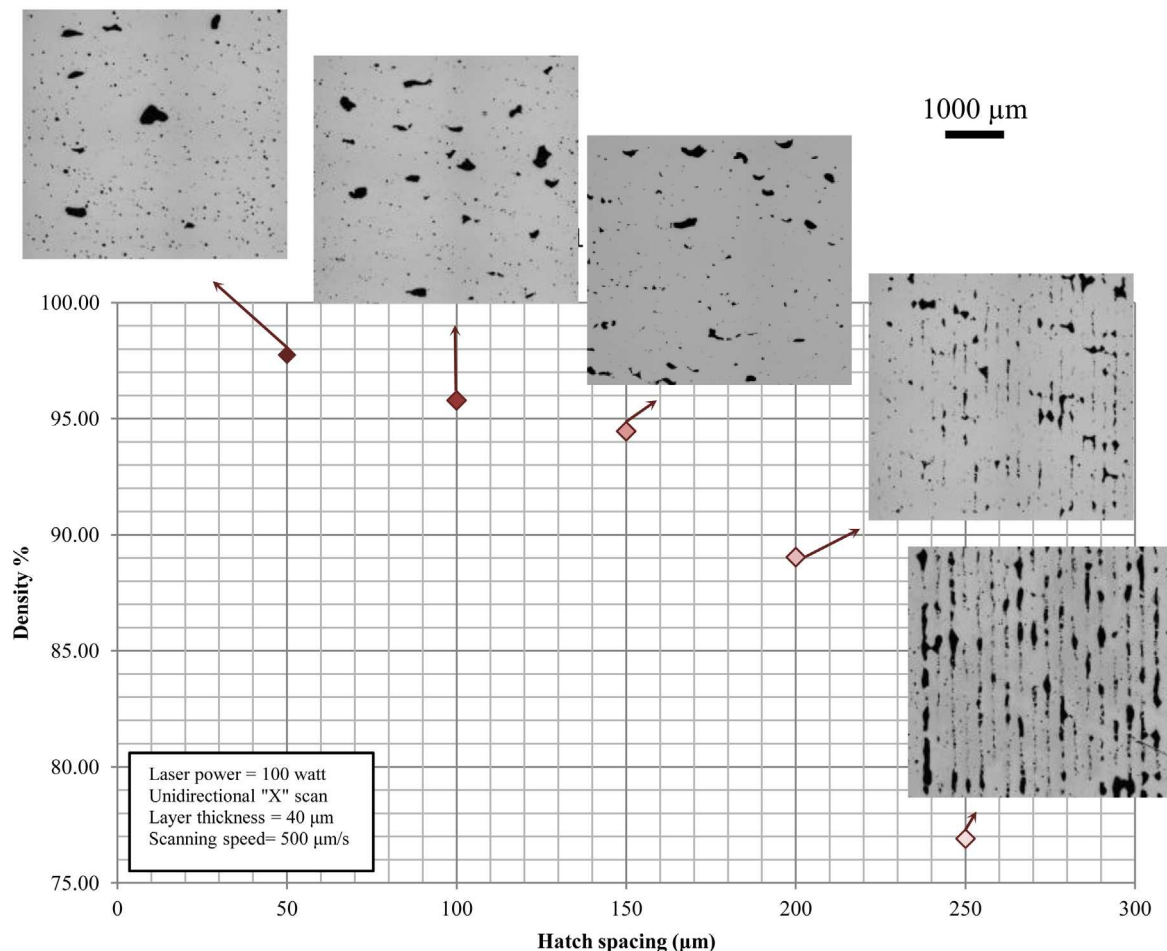 1000 µm
100.00
95.00
90.00
85.00
80.00
75.00
Density %
Laser power = 100 watt
Unidirectional "X" scan
Layer thickness = 40 µm
Scanning speed= 500 µm/s
0 50 100 150 200 250 300
Hatch spacing (µm)